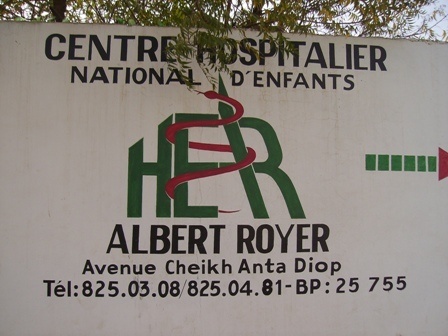 CENTRE HOSPITALIER
NATIONAL D'ENFANTS
HEAR
ALBERT ROYER
Avenue Cheikh Anta Diop
Tél: 825.03.08/825.04.81-BP: 25 755